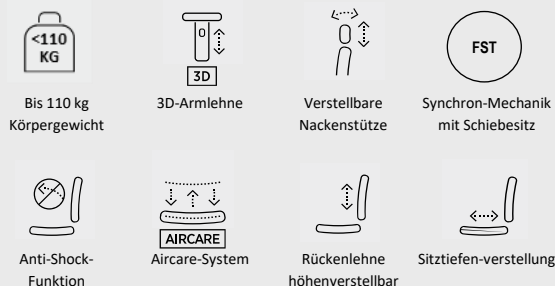 <110
KG
3D
FST
Bis 110 kg
Körpergewicht
3D-Armlehne
Verstellbare
Nackenstütze
Synchron-Mechanik
mit Schiebesitz
AIRCARE
Anti-Shock-
Funktion
Aircare-System
Rückenlehne
höhenverstellbar
Sitztiefen-verstellung